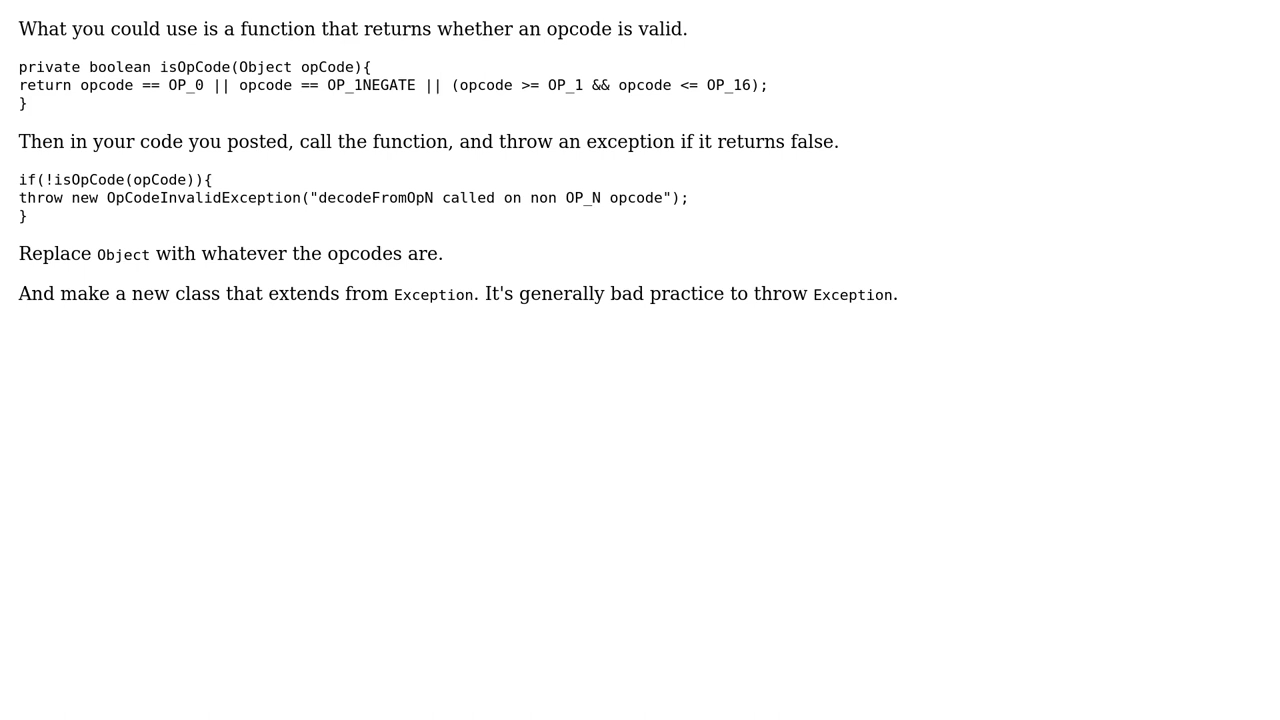 What you could use is a function that returns whether an opcode is valid.
private boolean isOpCode(Object opCode){
return opcode == OP_0 || opcode == OP_1NEGATE || (opcode >= OP_1 && opcode <= OP_16);
}
Then in your code you posted, call the function, and throw an exception if it returns false.
if(!isOpCode(opCode)){
throw new OpCodeInvalidException("decodeFromOpN called on non OP_N opcode");
}
Replace Object with whatever the opcodes are.
And make a new class that extends from Exception. It's generally bad practice to throw Exception.